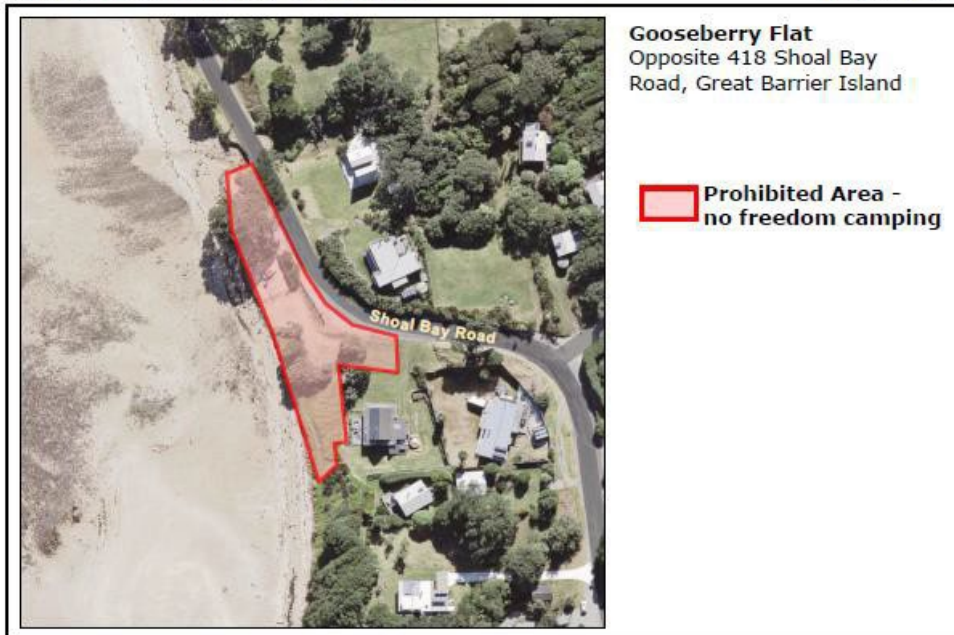 Gooseberry Flat
Opposite 418 Shoal Bay
Road, Great Barrier Island
Prohibited Area -
no freedom camping
Shoal Bay Road